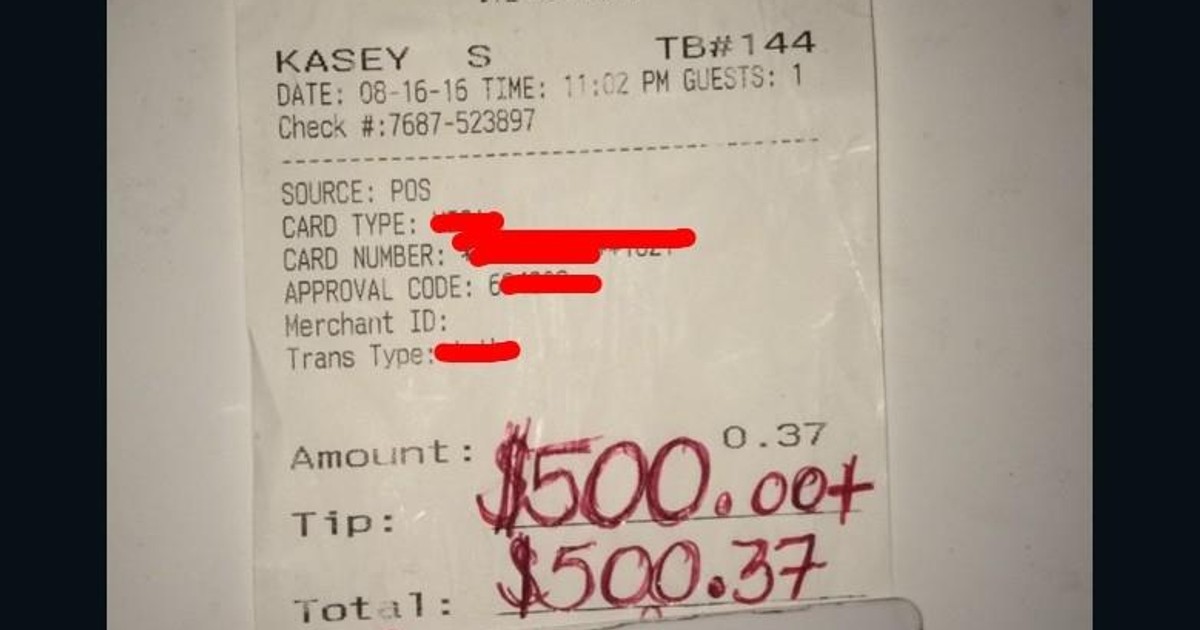 KASEY S TB#144
DATE: 08-16-16 TIME: 11:02 PM GUESTS: 1
Check #:7687-523897
SOURCE: POS
CARD TYPE:
CARD NUMBER:
APPROVAL CODE: 6
Merchant ID:
Trans Type:
Amount: 0.37
Tip: $500.00+
Total: $500.37